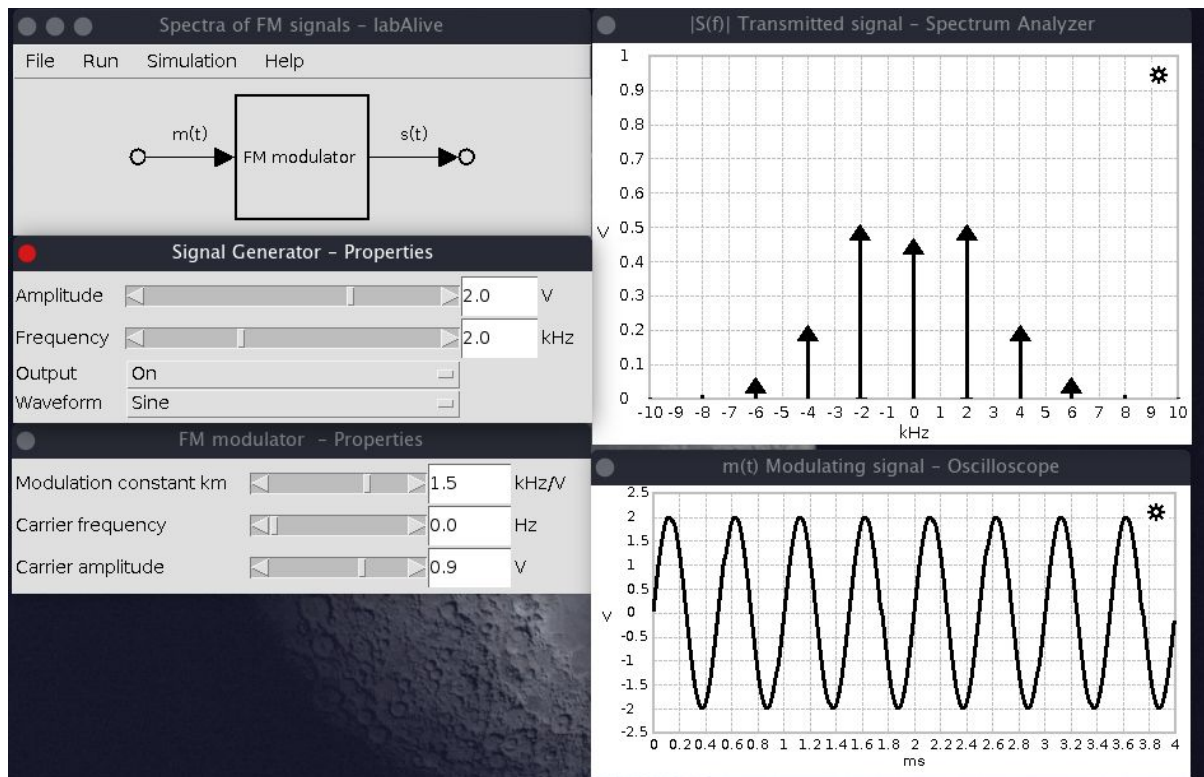 Spectra of FM signals – labAlive
File Run Simulation Help
m(t)
FM modulator
s(t)
Signal Generator – Properties
Amplitude 2.0 V
Frequency 2.0 kHz
Output On
Waveform Sine
FM modulator – Properties
Modulation constant km 1.5 kHz/V
Carrier frequency 0.0 Hz
Carrier amplitude 0.9 V
|S(f)| Transmitted signal – Spectrum Analyzer
1
0.9
0.8
0.7
0.6
V 0.5
0.4
0.3
0.2
0.1
0
-10 -9 -8 -7 -6 -5 -4 -3 -2 -1 0 1 2 3 4 5 6 7 8 9 10
kHz
m(t) Modulating signal – Oscilloscope
2.5
2
1.5
1
0.5
V 0
-0.5
-1
-1.5
-2
-2.5
0 0.2 0.4 0.6 0.8 1 1.2 1.4 1.6 1.8 2 2.2 2.4 2.6 2.8 3 3.2 3.4 3.6 3.8 4
ms